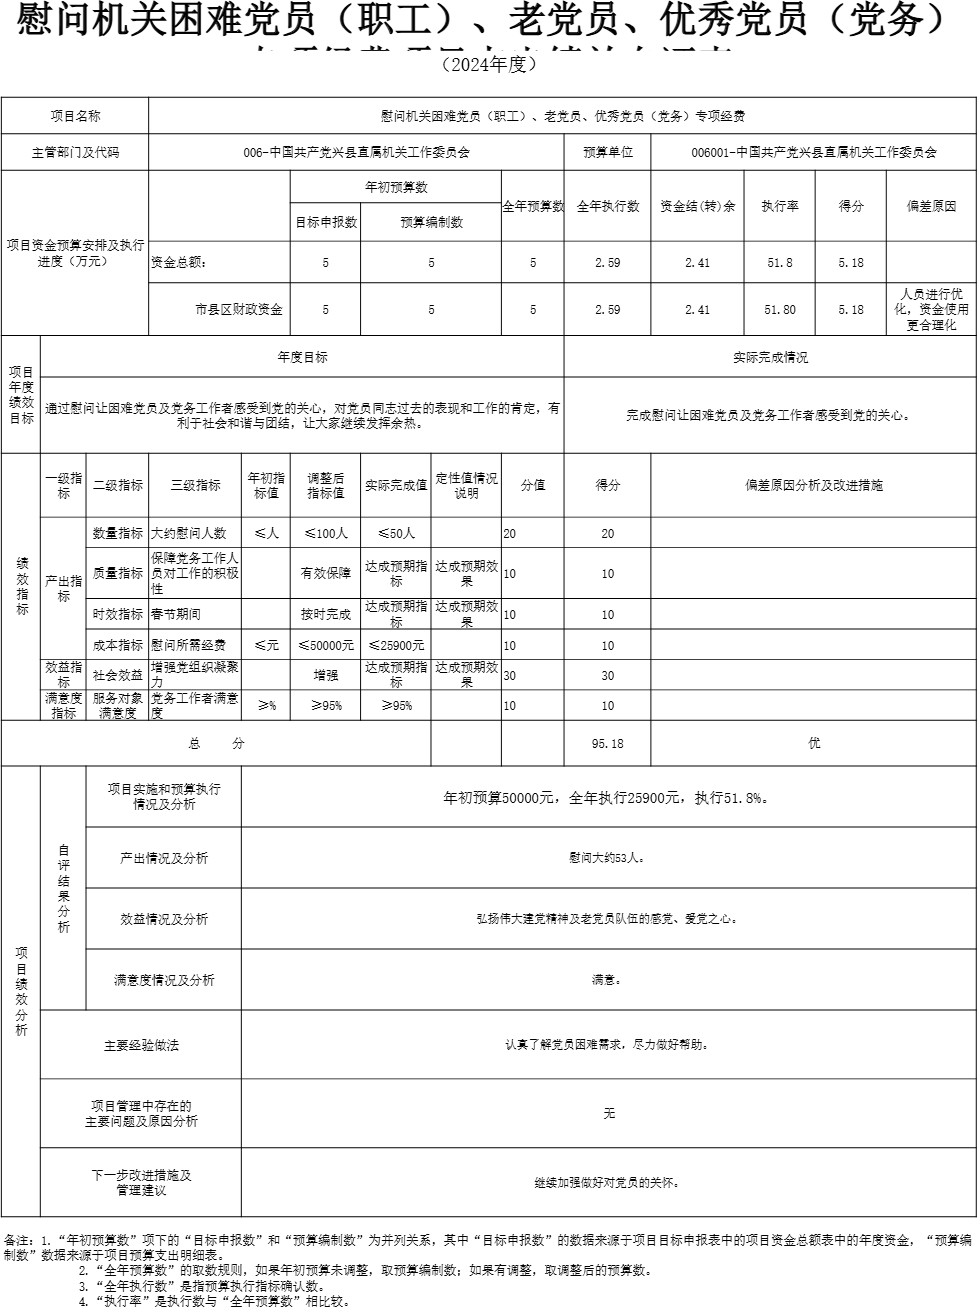 慰问机关困难党员（职工）、老党员、优秀党员（党务）
（2024年度）
项目名称 慰问机关困难党员（职工）、老党员、优秀党员（党务）专项经费
主管部门及代码 006-中国共产党兴县直属机关工作委员会 预算单位 006001-中国共产党兴县直属机关工作委员会
项目资金预算安排及执行
进度（万元）
年初预算数 全年预算数 全年执行数 资金结(转)余 执行率 得分 偏差原因
目标申报数 预算编制数
资金总额： 5 5 5 2.59 2.41 51.8 5.18
市县区财政资金 5 5 5 2.59 2.41 51.80 5.18 人员进行优
化，资金使用
更合理化
项目
年度
绩效
目标
年度目标 实际完成情况
通过慰问让困难党员及党务工作者感受到党的关心，对党员同志过去的表现和工作的肯定，有
利于社会和谐与团结，让大家继续发挥余热。
完成慰问让困难党员及党务工作者感受到党的关心。
绩
效
指
标
一级指
标
二级指标 三级指标 年初指
标值
调整后
指标值
实际完成值 定性值情况
说明
分值 得分 偏差原因分析及改进措施
产出指
标
数量指标 大约慰问人数 ≤人 ≤100人 ≤50人 20 20
质量指标 保障党务工作人
员对工作的积极
性
有效保障 达成预期指
标
达成预期效
果
10 10
时效指标 春节期间 按时完成 达成预期指
标
达成预期效
果
10 10
成本指标 慰问所需经费 ≤元 ≤50000元 ≤25900元 10 10
效益指
标
社会效益 增强党组织凝聚
力
增强 达成预期指
标
达成预期效
果
30 30
满意度
指标
服务对象
满意度
党务工作者满意
度
≥% ≥95% ≥95% 10 10
总 分 95.18 优
项
目
绩
效
分
析
自
评
结
果
分
析
项目实施和预算执行
情况及分析
年初预算50000元，全年执行25900元，执行51.8%。
产出情况及分析 慰问大约53人。
效益情况及分析 弘扬伟大建党精神及老党员队伍的感党、爱党之心。
满意度情况及分析 满意。
主要经验做法 认真了解党员困难需求，尽力做好帮助。
项目管理中存在的
主要问题及原因分析
无
下一步改进措施及
管理建议
继续加强做好对党员的关怀。
备注：1.“年初预算数”项下的“目标申报数”和“预算编制数”为并列关系，其中“目标申报数”的数据来源于项目目标申报表中的项目资金总额表中的年度资金，“预算编
制数”数据来源于项目预算支出明细表。
2.“全年预算数”的取数规则，如果年初预算未调整，取预算编制数；如果有调整，取调整后的预算数。
3.“全年执行数”是指预算执行指标确认数。
4.“执行率”是执行数与“全年预算数”相比较。